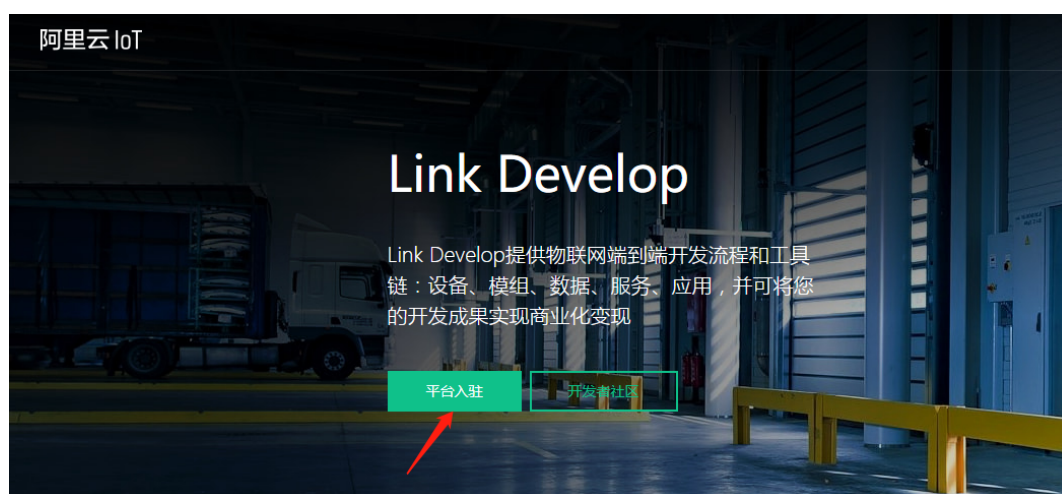 阿里云 IoT
Link Develop
Link Develop提供物联网端到端开发流程和工具
链：设备、模组、数据、服务、应用，并可将您
的开发成果实现商业化变现
平台入驻
开发者社区